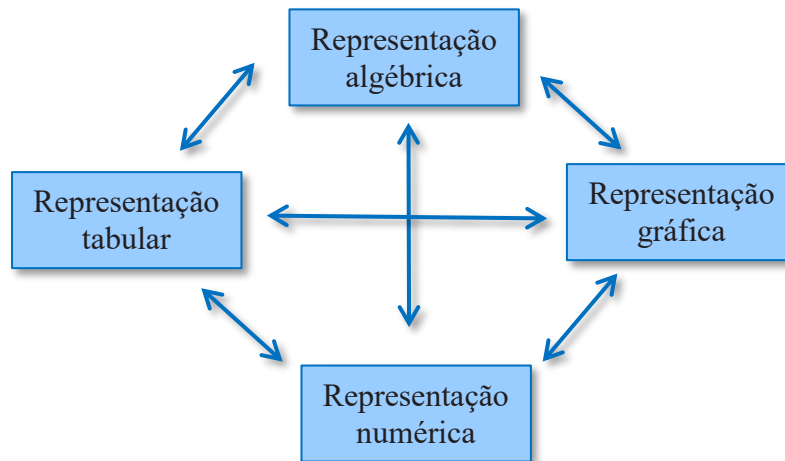 Representação
algébrica
Representação
tabular
Representação
gráfica
Representação
numérica